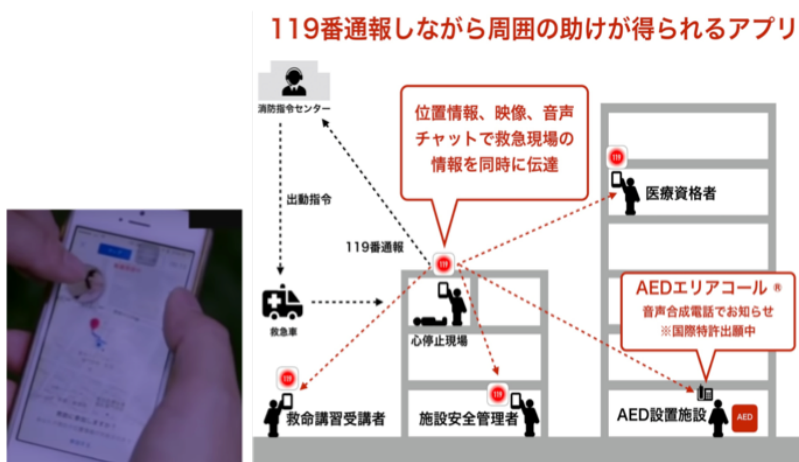 119番通報しながら周囲の助けが得られるアプリ
消防指令センター
位置情報、映像、音声
チャットで救急現場の
情報を同時に伝達
119
医療資格者
出動指令
119番通報
119
AEDエリアコール®
音声合成電話でお知らせ
※国際特許出願中
救急車
心停止現場
119
119
救命講習受講者
施設安全管理者
AED設置施設
AED